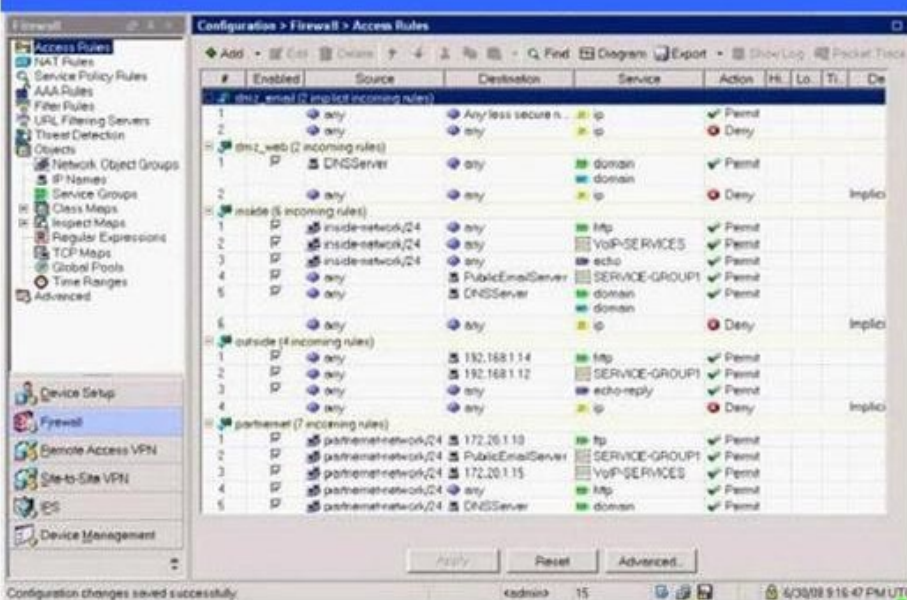 Firewall
Configuration > Firewall > Access Rules
Access Rules
NAT Rules
Service Policy Rules
AAA Rules
Filter Rules
URL Filtering Servers
Threat Detection
Objects
Network Object Groups
IP Names
Service Groups
Class Maps
Inspect Maps
Regular Expressions
TCP Maps
Global Pools
Time Ranges
Advanced
Device Setup
Firewall
Remote Access VPN
Site-to-Site VPN
IPS
Device Management
Add Edit Delete Find Diagram Export Show Log Packet Trace
# Enabled Source Destination Service Action Hi.. Lo.. Ti.. De
dmz_email (2 implicit incoming rules)
1 any Any less secure n... ip Permit
2 any any ip Deny
dmz_web (2 incoming rules)
1 DNSServer any domain Permit
domain
2 any any ip Deny Implici
inside (6 incoming rules)
1 inside-network/24 any http Permit
2 inside-network/24 any VoIP-SERVICES Permit
3 inside-network/24 any echo Permit
4 any PublicEmailServer SERVICE-GROUP1 Permit
5 any DNSServer domain Permit
domain
6 any any ip Deny Implici
outside (4 incoming rules)
1 any 192.168.1.14 http Permit
2 any 192.168.1.12 SERVICE-GROUP1 Permit
3 any any echo-reply Permit
4 any any ip Deny Implici
partnernet (7 incoming rules)
1 partnernet-network/24 172.20.1.10 ftp Permit
2 partnernet-network/24 PublicEmailServer SERVICE-GROUP1 Permit
3 partnernet-network/24 172.20.1.15 VoIP-SERVICES Permit
4 partnernet-network/24 any http Permit
5 partnernet-network/24 DNSServer domain Permit
Apply Reset Advanced...
Configuration changes saved successfully. <admin> 15 6/30/08 9:16:47 PM UT